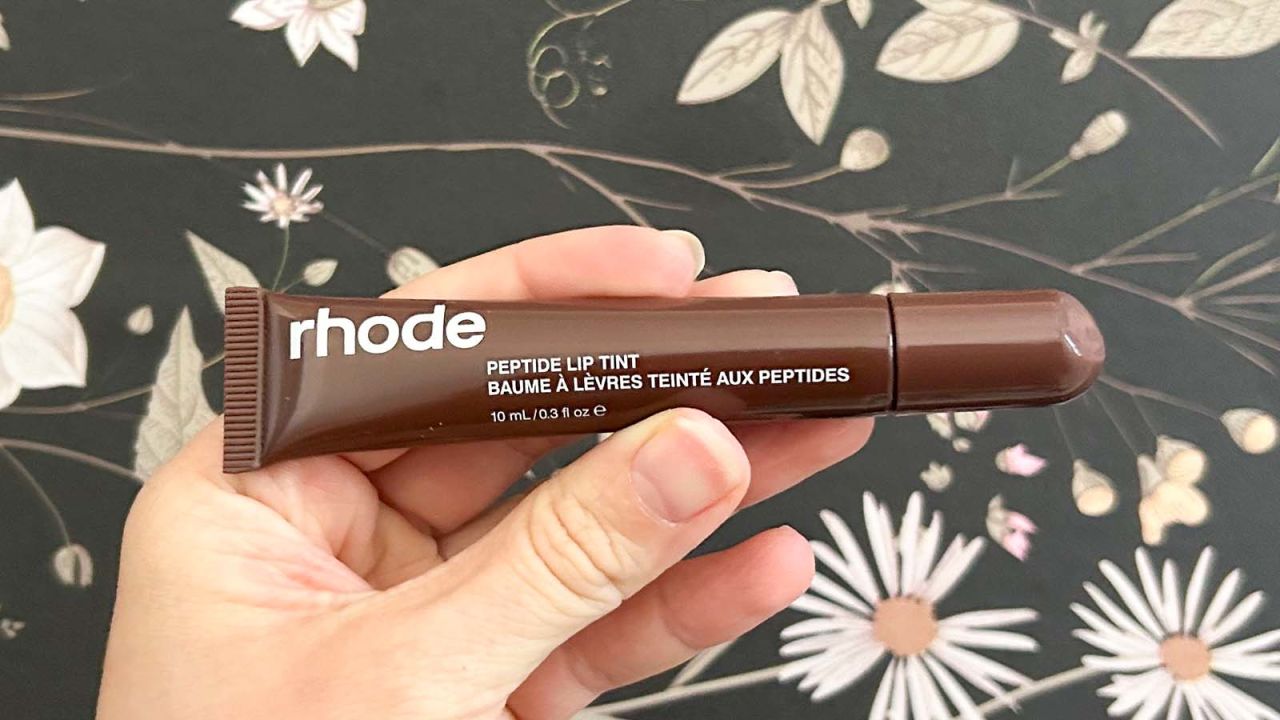 rhode
PEPTIDE LIP TINT
BAUME À LÈVRES TEINTÉ AUX PEPTIDES
10 mL / 0.3 fl oz ℮